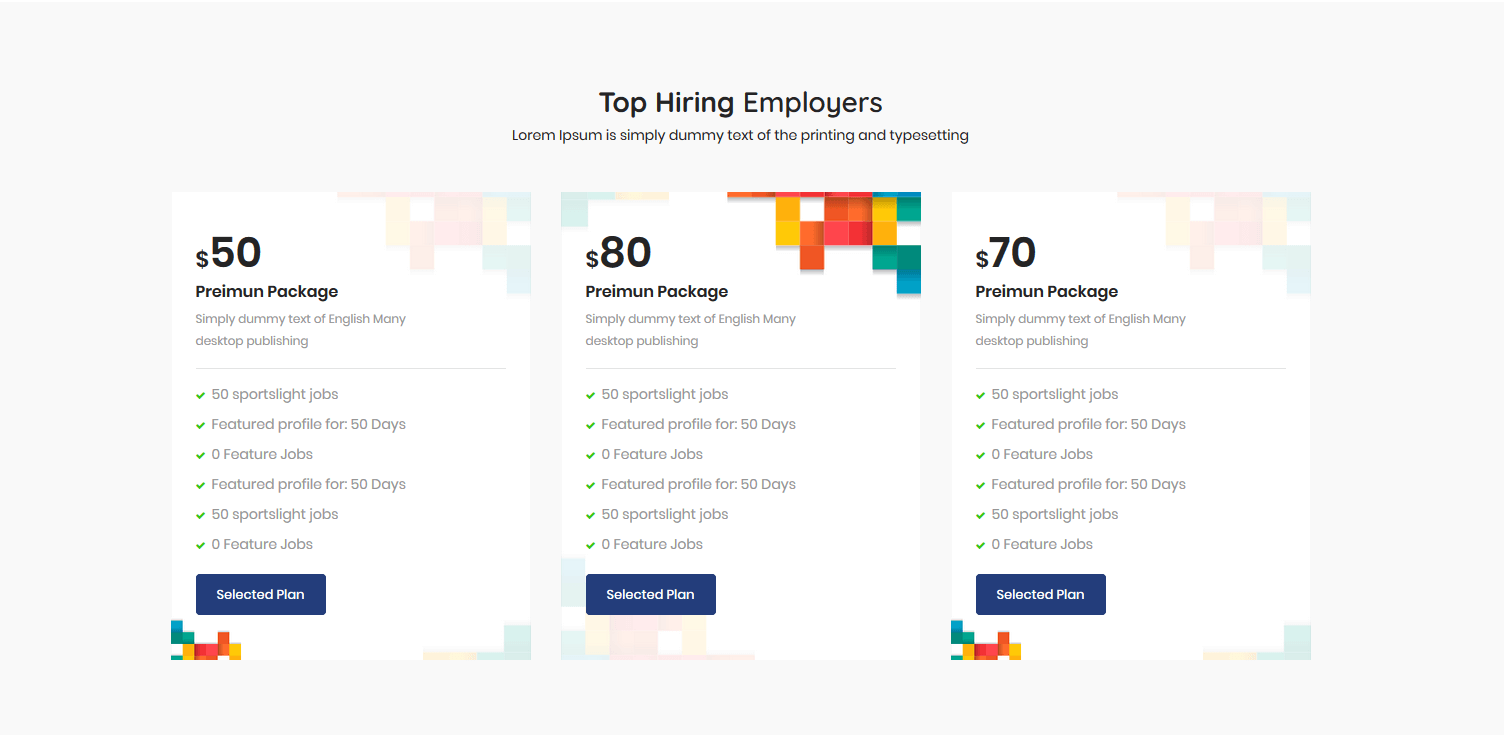 Top Hiring Employers
Lorem Ipsum is simply dummy text of the printing and typesetting
$50
Preimun Package
Simply dummy text of English Many
desktop publishing
50 sportslight jobs
Featured profile for: 50 Days
0 Feature Jobs
Featured profile for: 50 Days
50 sportslight jobs
0 Feature Jobs
Selected Plan
$80
Preimun Package
Simply dummy text of English Many
desktop publishing
50 sportslight jobs
Featured profile for: 50 Days
0 Feature Jobs
Featured profile for: 50 Days
50 sportslight jobs
0 Feature Jobs
Selected Plan
$70
Preimun Package
Simply dummy text of English Many
desktop publishing
50 sportslight jobs
Featured profile for: 50 Days
0 Feature Jobs
Featured profile for: 50 Days
50 sportslight jobs
0 Feature Jobs
Selected Plan